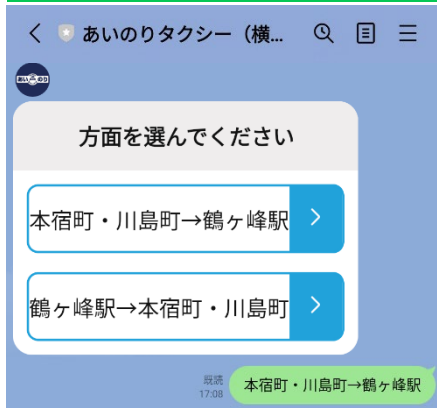 あいのりタクシー（横...
あいのり
方面を選んでください
本宿町・川島町→鶴ヶ峰駅
鶴ヶ峰駅→本宿町・川島町
既読
17:08
本宿町・川島町→鶴ヶ峰駅